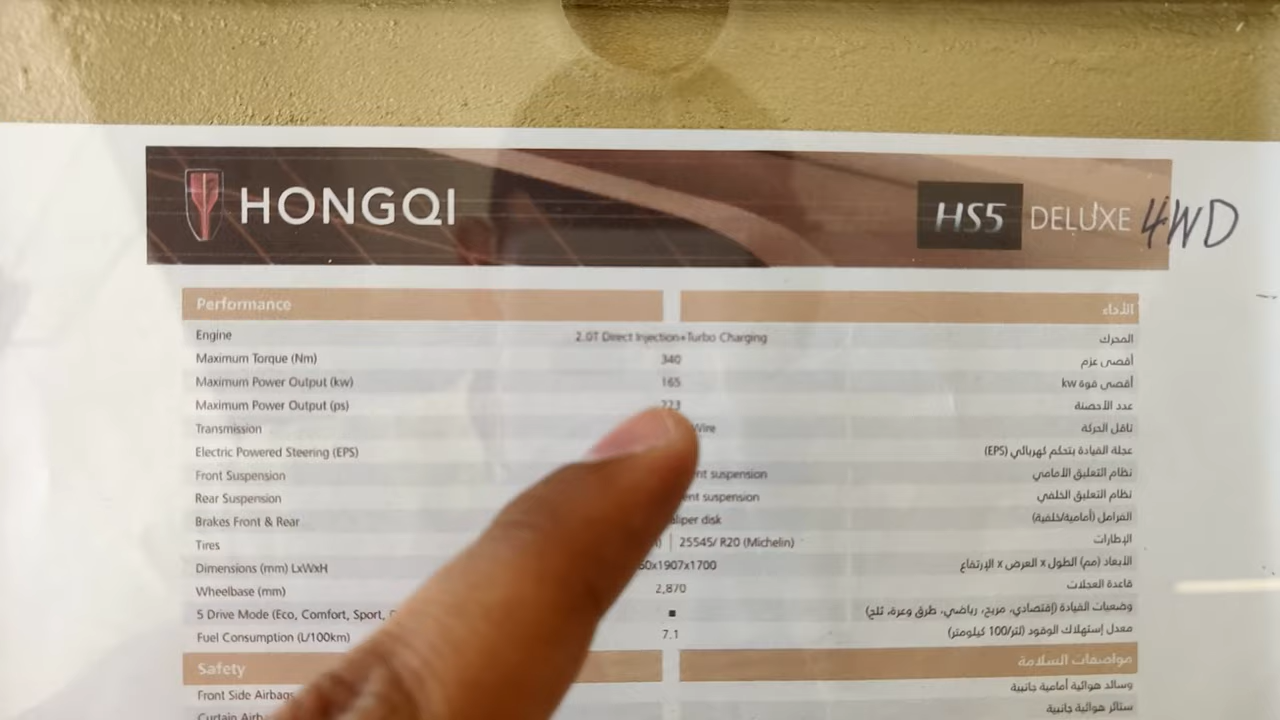 HONGQI HS5 DELUXE 4WD
Performance الأداء
Engine 2.0T Direct Injection+Turbo Charging المحرك
Maximum Torque (Nm) 340 أقصى عزم
Maximum Power Output (kw) 165 أقصى قوة kw
Maximum Power Output (ps) 223 عدد الأحصنة
Transmission Wire ناقل الحركة
Electric Powered Steering (EPS) عجلة القيادة بتحكم كهربائي (EPS)
Front Suspension suspension نظام التعليق الأمامي
Rear Suspension suspension نظام التعليق الخلفي
Brakes Front & Rear disk الفرامل (أمامية/خلفية)
Tires 25545/ R20 (Michelin) الإطارات
Dimensions (mm) LxWxH 0x1907x1700 الأبعاد (مم) الطول x العرض x الإرتفاع
Wheelbase (mm) 2,870 قاعدة العجلات
5 Drive Mode (Eco, Comfort, Sport, ■ وضعيات القيادة (إقتصادي، مريح، رياضي، طرق وعرة، ثلج)
Fuel Consumption (L/100km) 7.1 معدل إستهلاك الوقود (لتر/100 كيلومتر)
Safety مواصفات السلامة
Front Side Airbags وسائد هوائية أمامية جانبية
Curtain ستائر هوائية جانبية